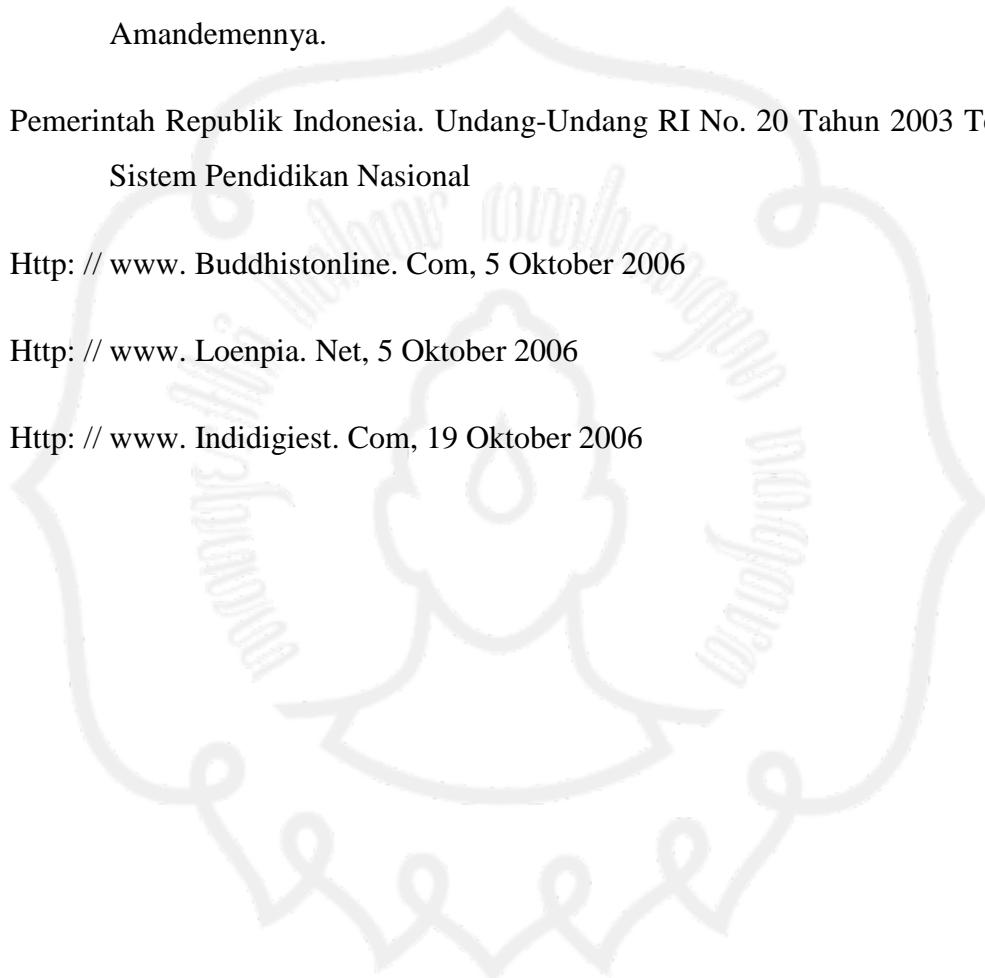 Amandemennya.
Pemerintah Republik Indonesia. Undang-Undang RI No. 20 Tahun 2003
Sistem Pendidikan Nasional
Http: // www. Buddhistonline. Com, 5 Oktober 2006
Http: // www. Loenpia. Net, 5 Oktober 2006
Http: // www. Indidigiest. Com, 19 Oktober 2006